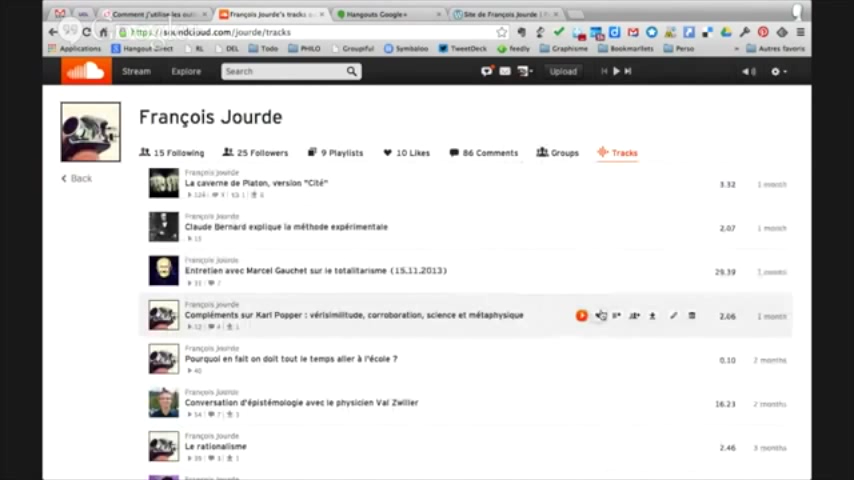 Comment j'utilise les out
François Jourde's tracks
Hangouts Google+
Site de François Jourde | F
https://soundcloud.com/jourde/tracks
Applications Hangout Direct RL DEL Todo PHILO Groupful Symbaloo TweetDeck feedly Graphisme Bookmarklets Perso Autres favoris
Stream Explore Search Upload
François Jourde
15 Following 25 Followers 9 Playlists 10 Likes 86 Comments Groups Tracks
Back
François Jourde
La caverne de Platon, version "Cité" 3.32 1 month
François Jourde
Claude Bernard explique la méthode expérimentale 2.07 1 month
François Jourde
Entretien avec Marcel Gauchet sur le totalitarisme (15.11.2013) 29.39
François Jourde
Compléments sur Karl Popper : vérisimilitude, corroboration, science et métaphysique 2.06 1 month
François Jourde
Pourquoi en fait on doit tout le temps aller à l'école ? 0.10 2 months
40
François Jourde
Conversation d'épistémologie avec le physicien Val Zwiller 16.23 2 months
François Jourde
Le rationalisme 2.46 3 months